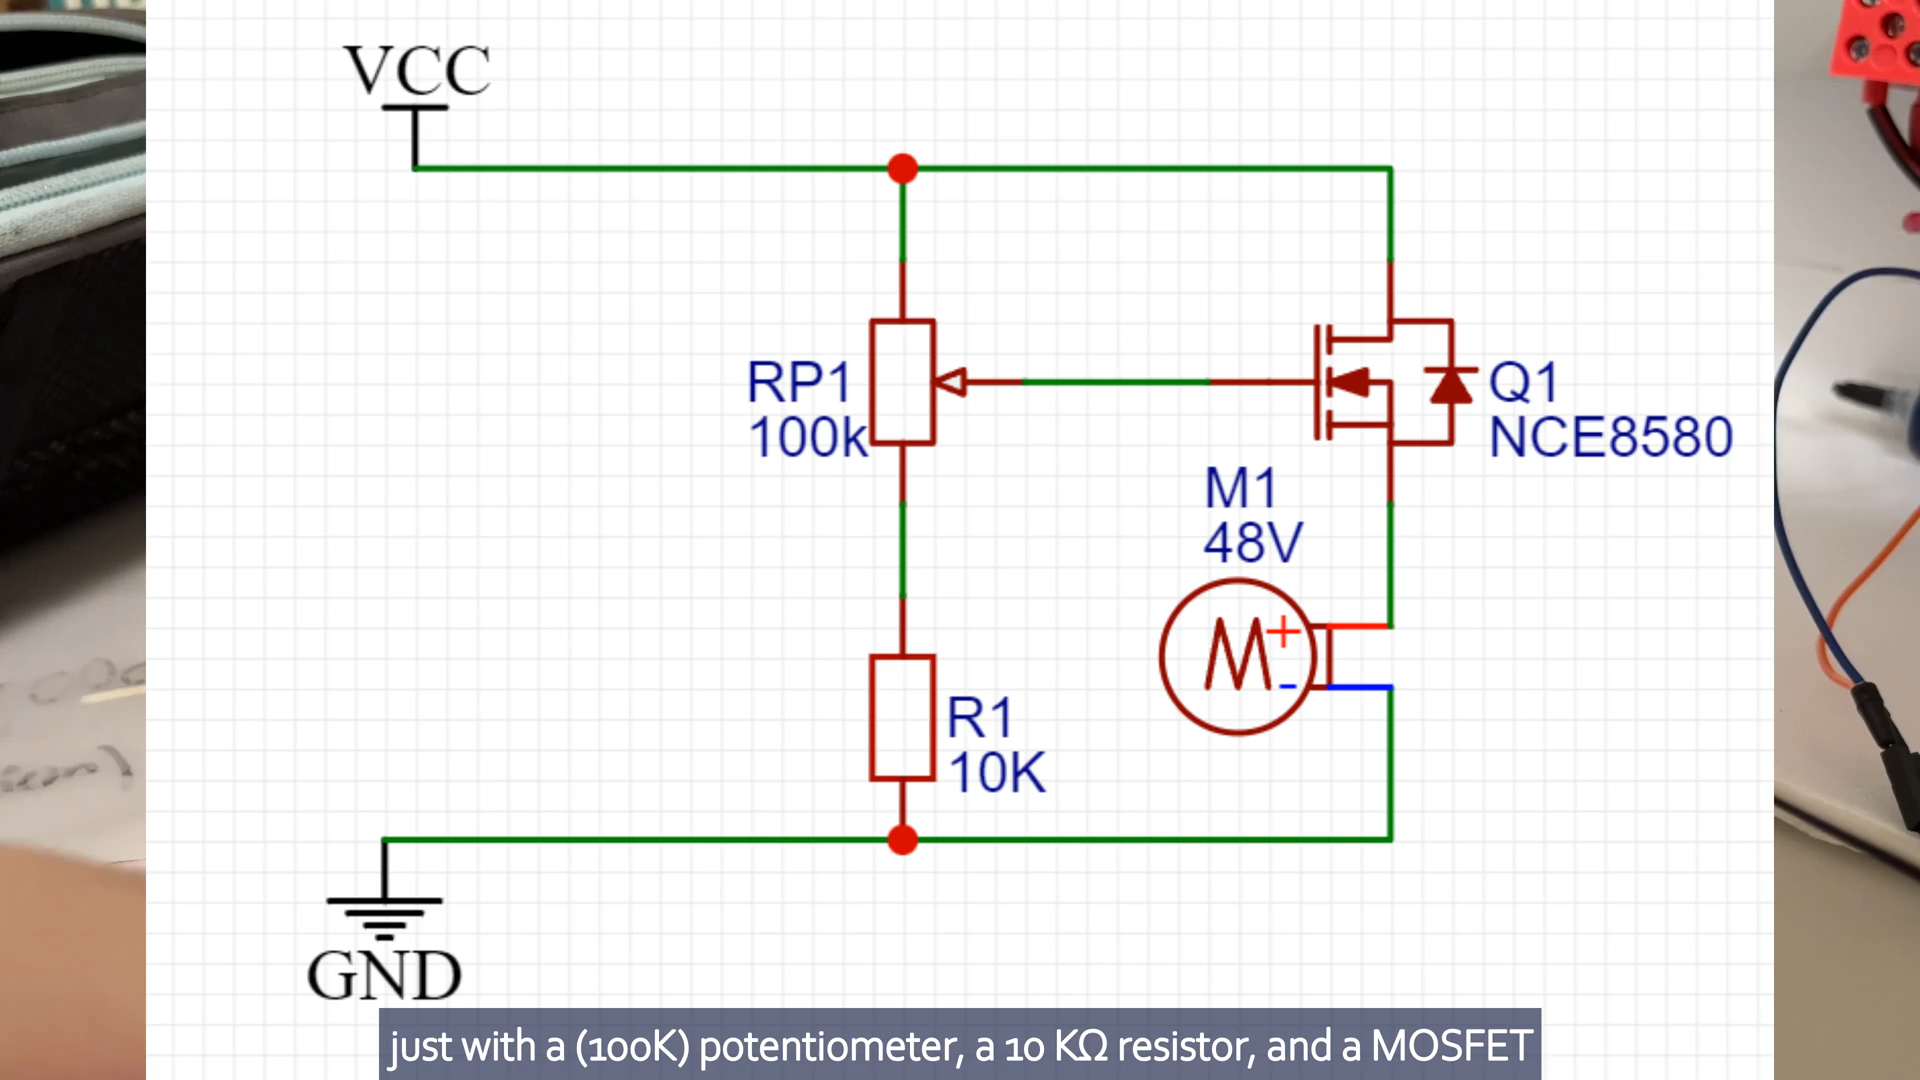 VCC
RP1
100k
Q1
NCE8580
M1
48V
M
+
-
R1
10K
GND
just with a (100K) potentiometer, a 10 KΩ resistor, and a MOSFET